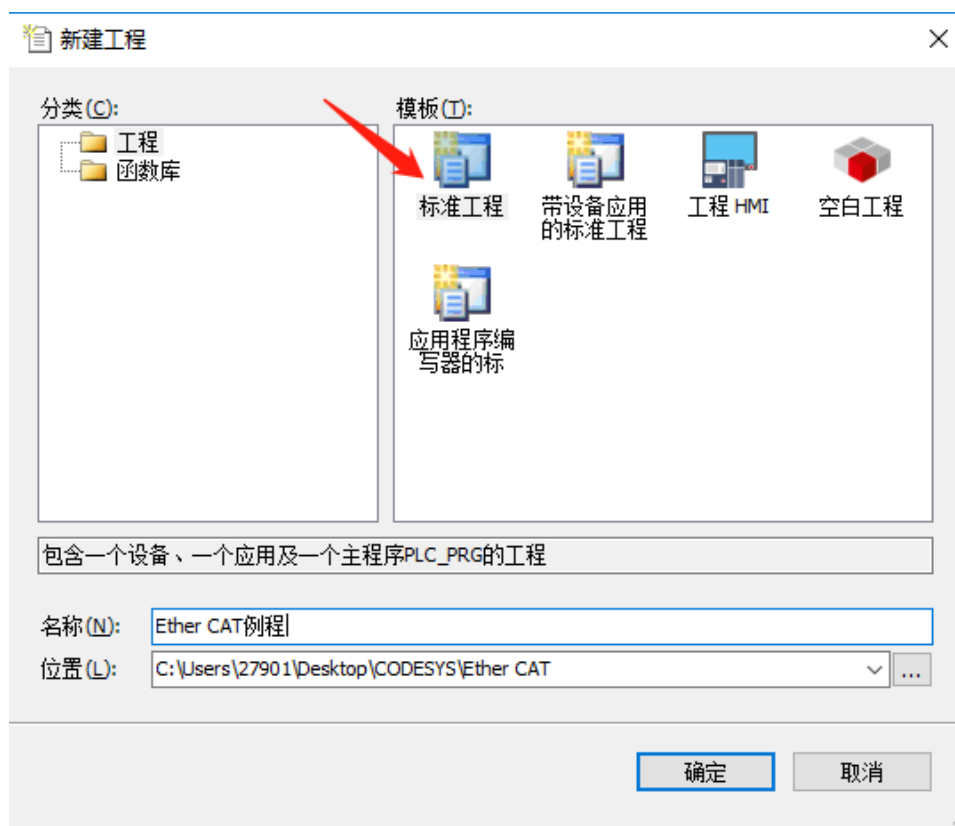 新建工程
分类(C):
工程
函数库
模板(T):
标准工程
带设备应用
的标准工程
工程 HMI
空白工程
应用程序编
写器的标
包含一个设备、一个应用及一个主程序PLC_PRG的工程
名称(N):
Ether CAT例程
位置(L):
C:\Users\27901\Desktop\CODESYS\Ether CAT
...
确定
取消